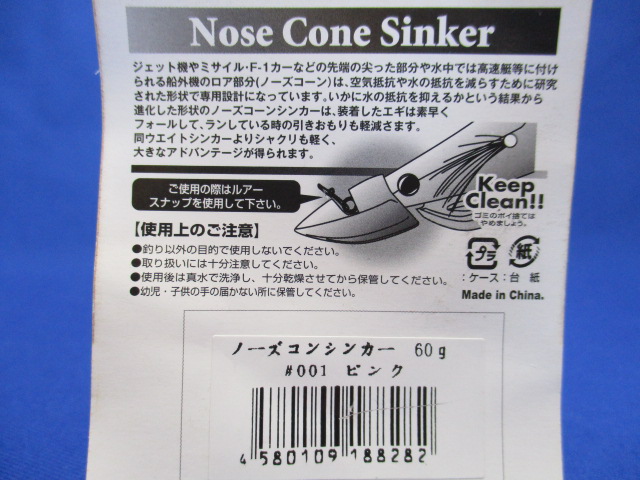 Nose Cone Sinker
ジェット機やミサイル・F-1カーなどの先端の尖った部分や水中では高速艇等に付け
られる船外機のロア部分(ノーズコーン)は、空気抵抗や水の抵抗を減らすために研究
された形状で専用設計になっています。いかに水の抵抗を抑えるかという結果から
進化した形状のノーズコーンシンカーは、装着したエギは素早く
フォールして、ランしている時の引きおもりも軽減さます。
同ウエイトシンカーよりシャクリも軽く、
大きなアドバンテージが得られます。
ご使用の際はルアー
スナップを使用して下さい。
Keep
Clean!!
ゴミのポイ捨ては
やめましょう。
【使用上のご注意】
●釣り以外の目的で使用しないでください。
●取り扱いには十分注意してください。
●使用後は真水で洗浄し、十分乾燥させてから保管してください。
●幼児・子供の手の届かない所に保管してください。
プラ
紙
:ケース:台 紙
Made in China.
ノーズコンシンカー 60g
#001 ピンク
4 580109 188282